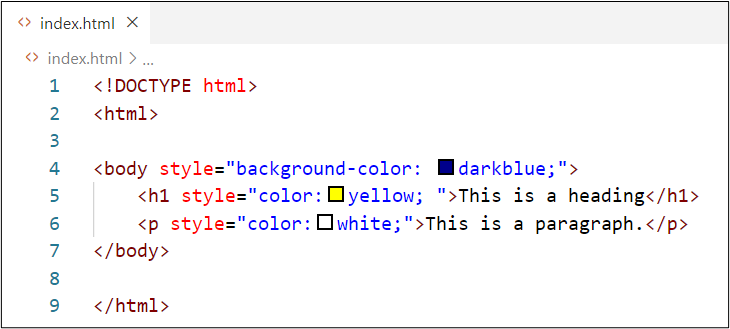 index.html
index.html > ...
1 <!DOCTYPE html>
2 <html>
3
4 <body style="background-color: darkblue;">
5 <h1 style="color:yellow; ">This is a heading</h1>
6 <p style="color:white;">This is a paragraph.</p>
7 </body>
8
9 </html>